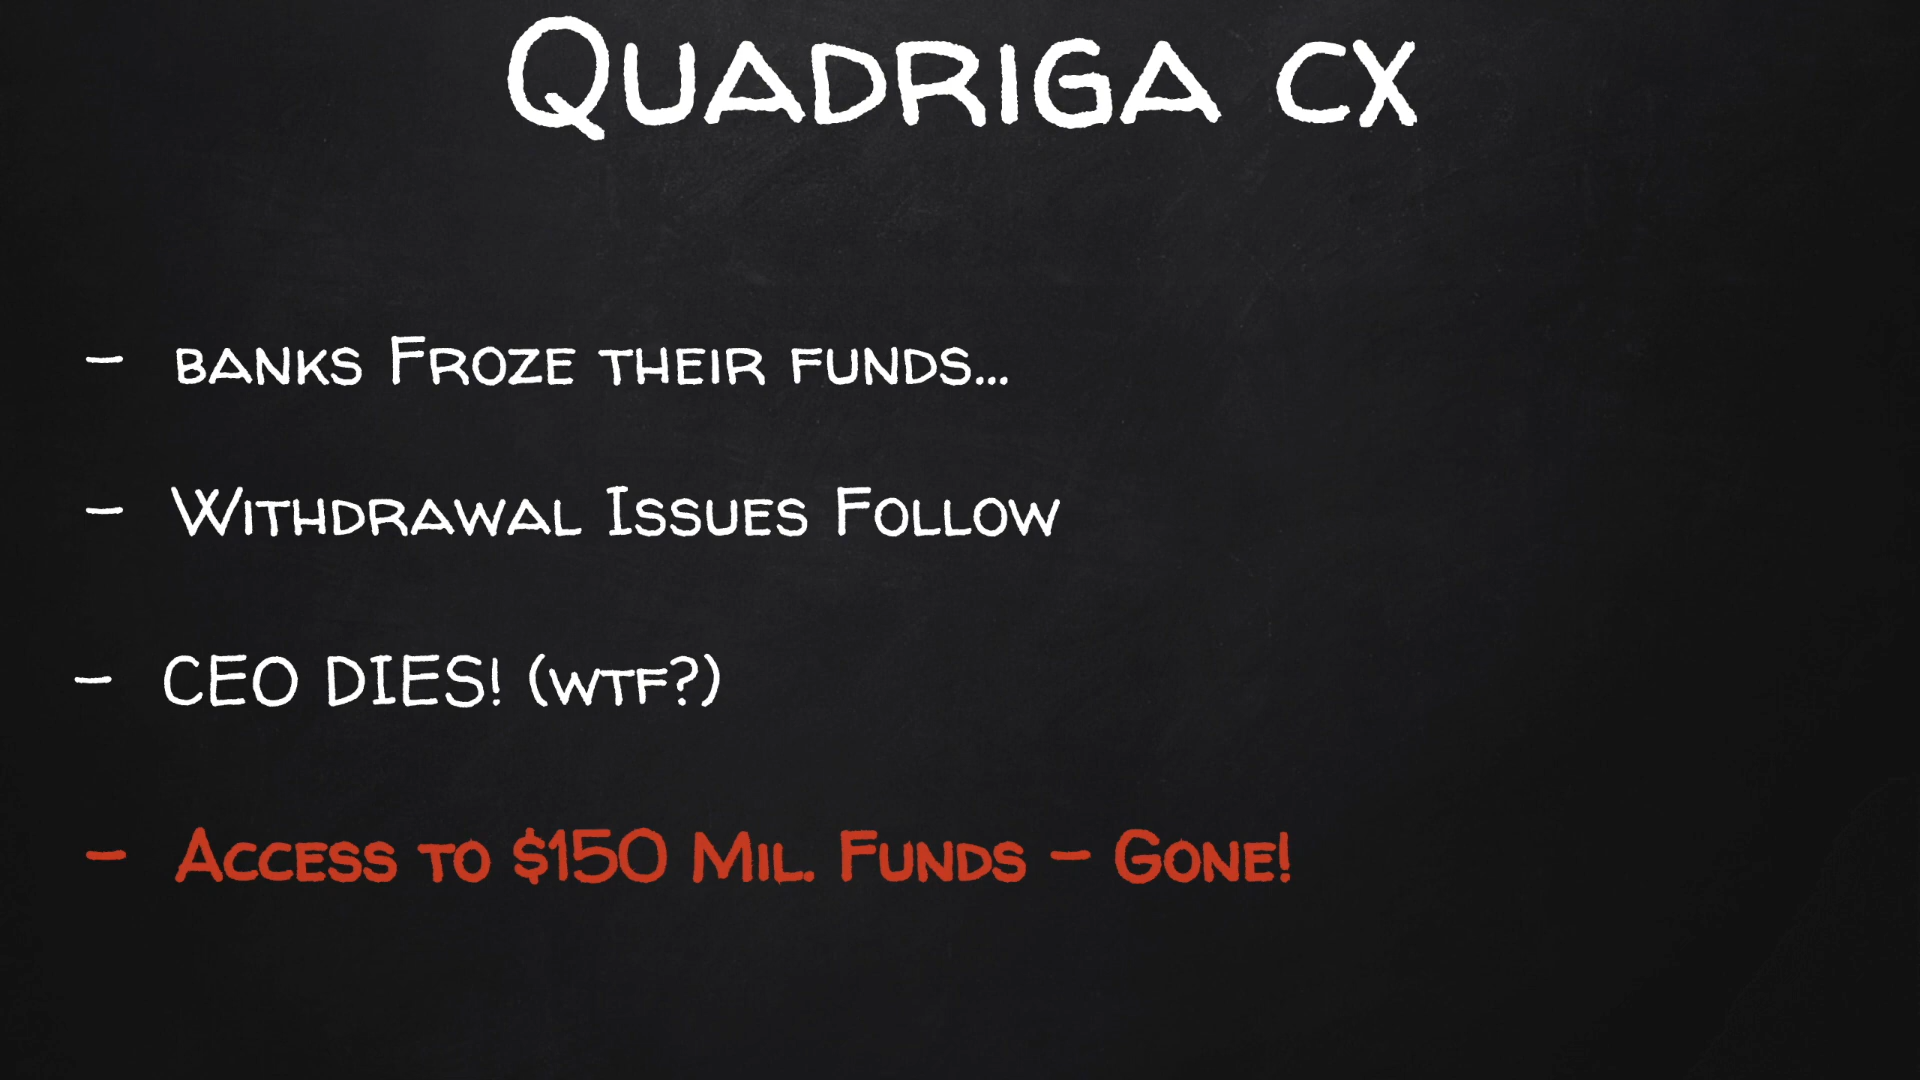 Quadriga cx
- banks Froze their funds...
- Withdrawal Issues Follow
- CEO DIES! (wtf?)
- Access to $150 Mil. Funds - Gone!